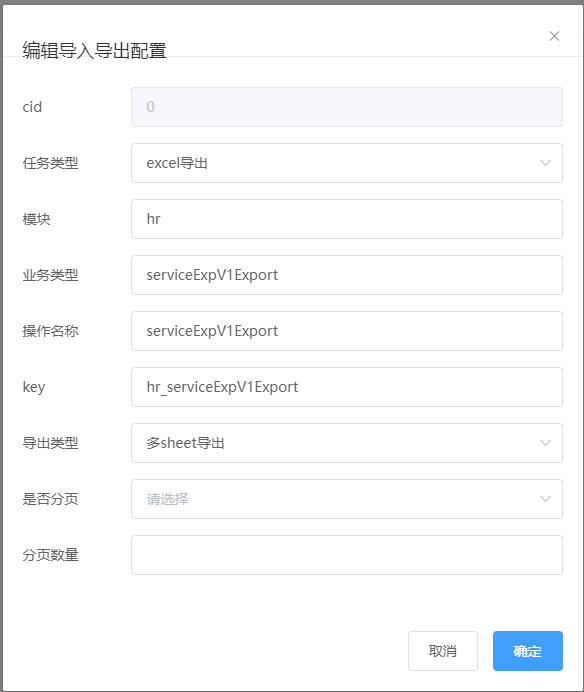 编辑导入导出配置
cid
0
任务类型
excel导出
模块
hr
业务类型
serviceExpV1Export
操作名称
serviceExpV1Export
key
hr_serviceExpV1Export
导出类型
多sheet导出
是否分页
请选择
分页数量
取消
确定